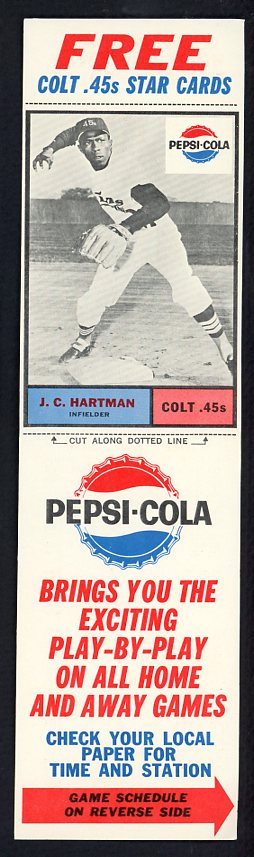 FREE
COLT .45s STAR CARDS
.45s
PEPSI·COLA
J. C. HARTMAN
INFIELDER
COLT .45s
CUT ALONG DOTTED LINE
PEPSI·COLA
BRINGS YOU THE
EXCITING
PLAY-BY-PLAY
ON ALL HOME
AND AWAY GAMES
CHECK YOUR LOCAL
PAPER FOR
TIME AND STATION
GAME SCHEDULE
ON REVERSE SIDE